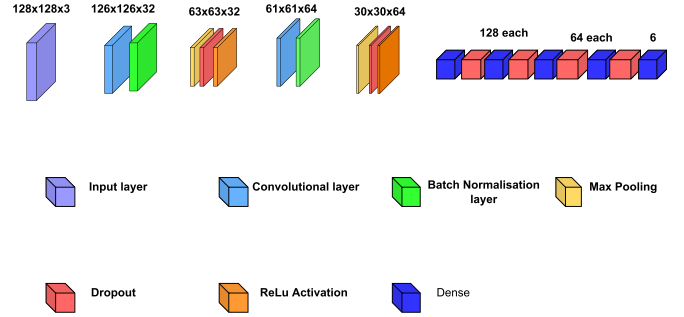 128x128x3
126x126x32
63x63x32
61x61x64
30x30x64
128 each
64 each
6
Input layer
Convolutional layer
Batch Normalisation
layer
Max Pooling
Dropout
ReLu Activation
Dense